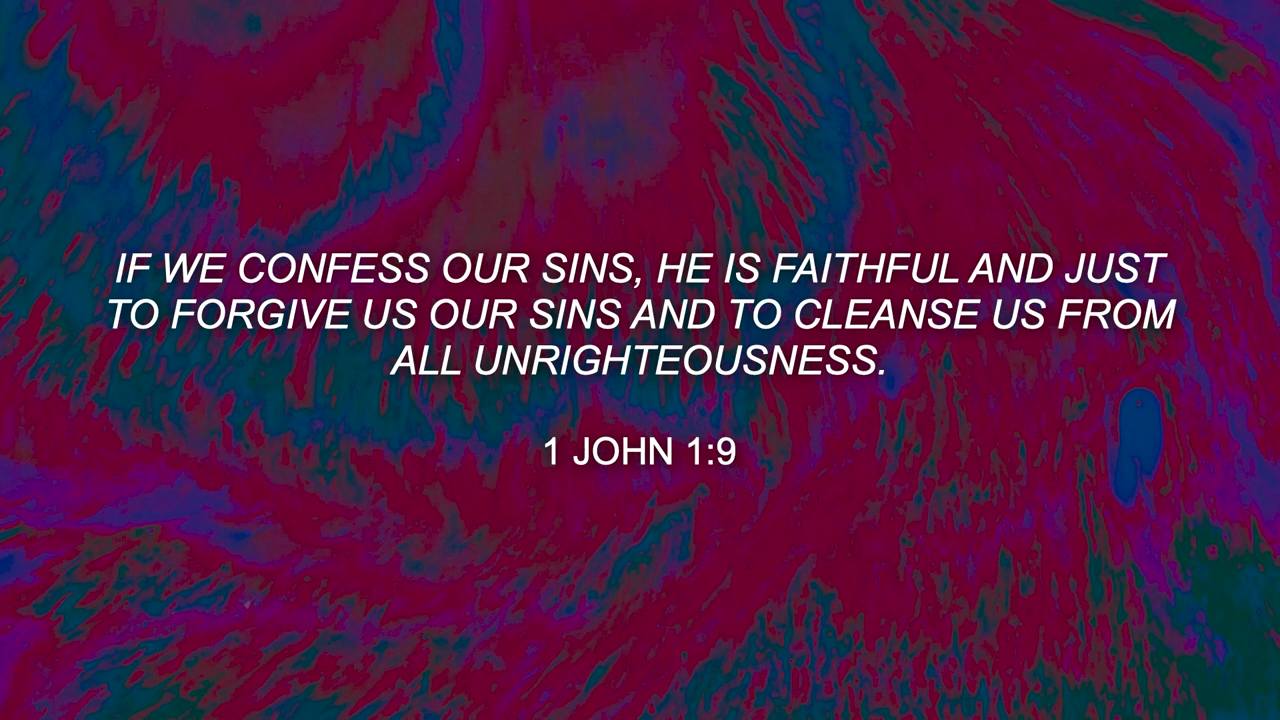 IF WE CONFESS OUR SINS, HE IS FAITHFUL AND JUST
TO FORGIVE US OUR SINS AND TO CLEANSE US FROM
ALL UNRIGHTEOUSNESS.
1 JOHN 1:9